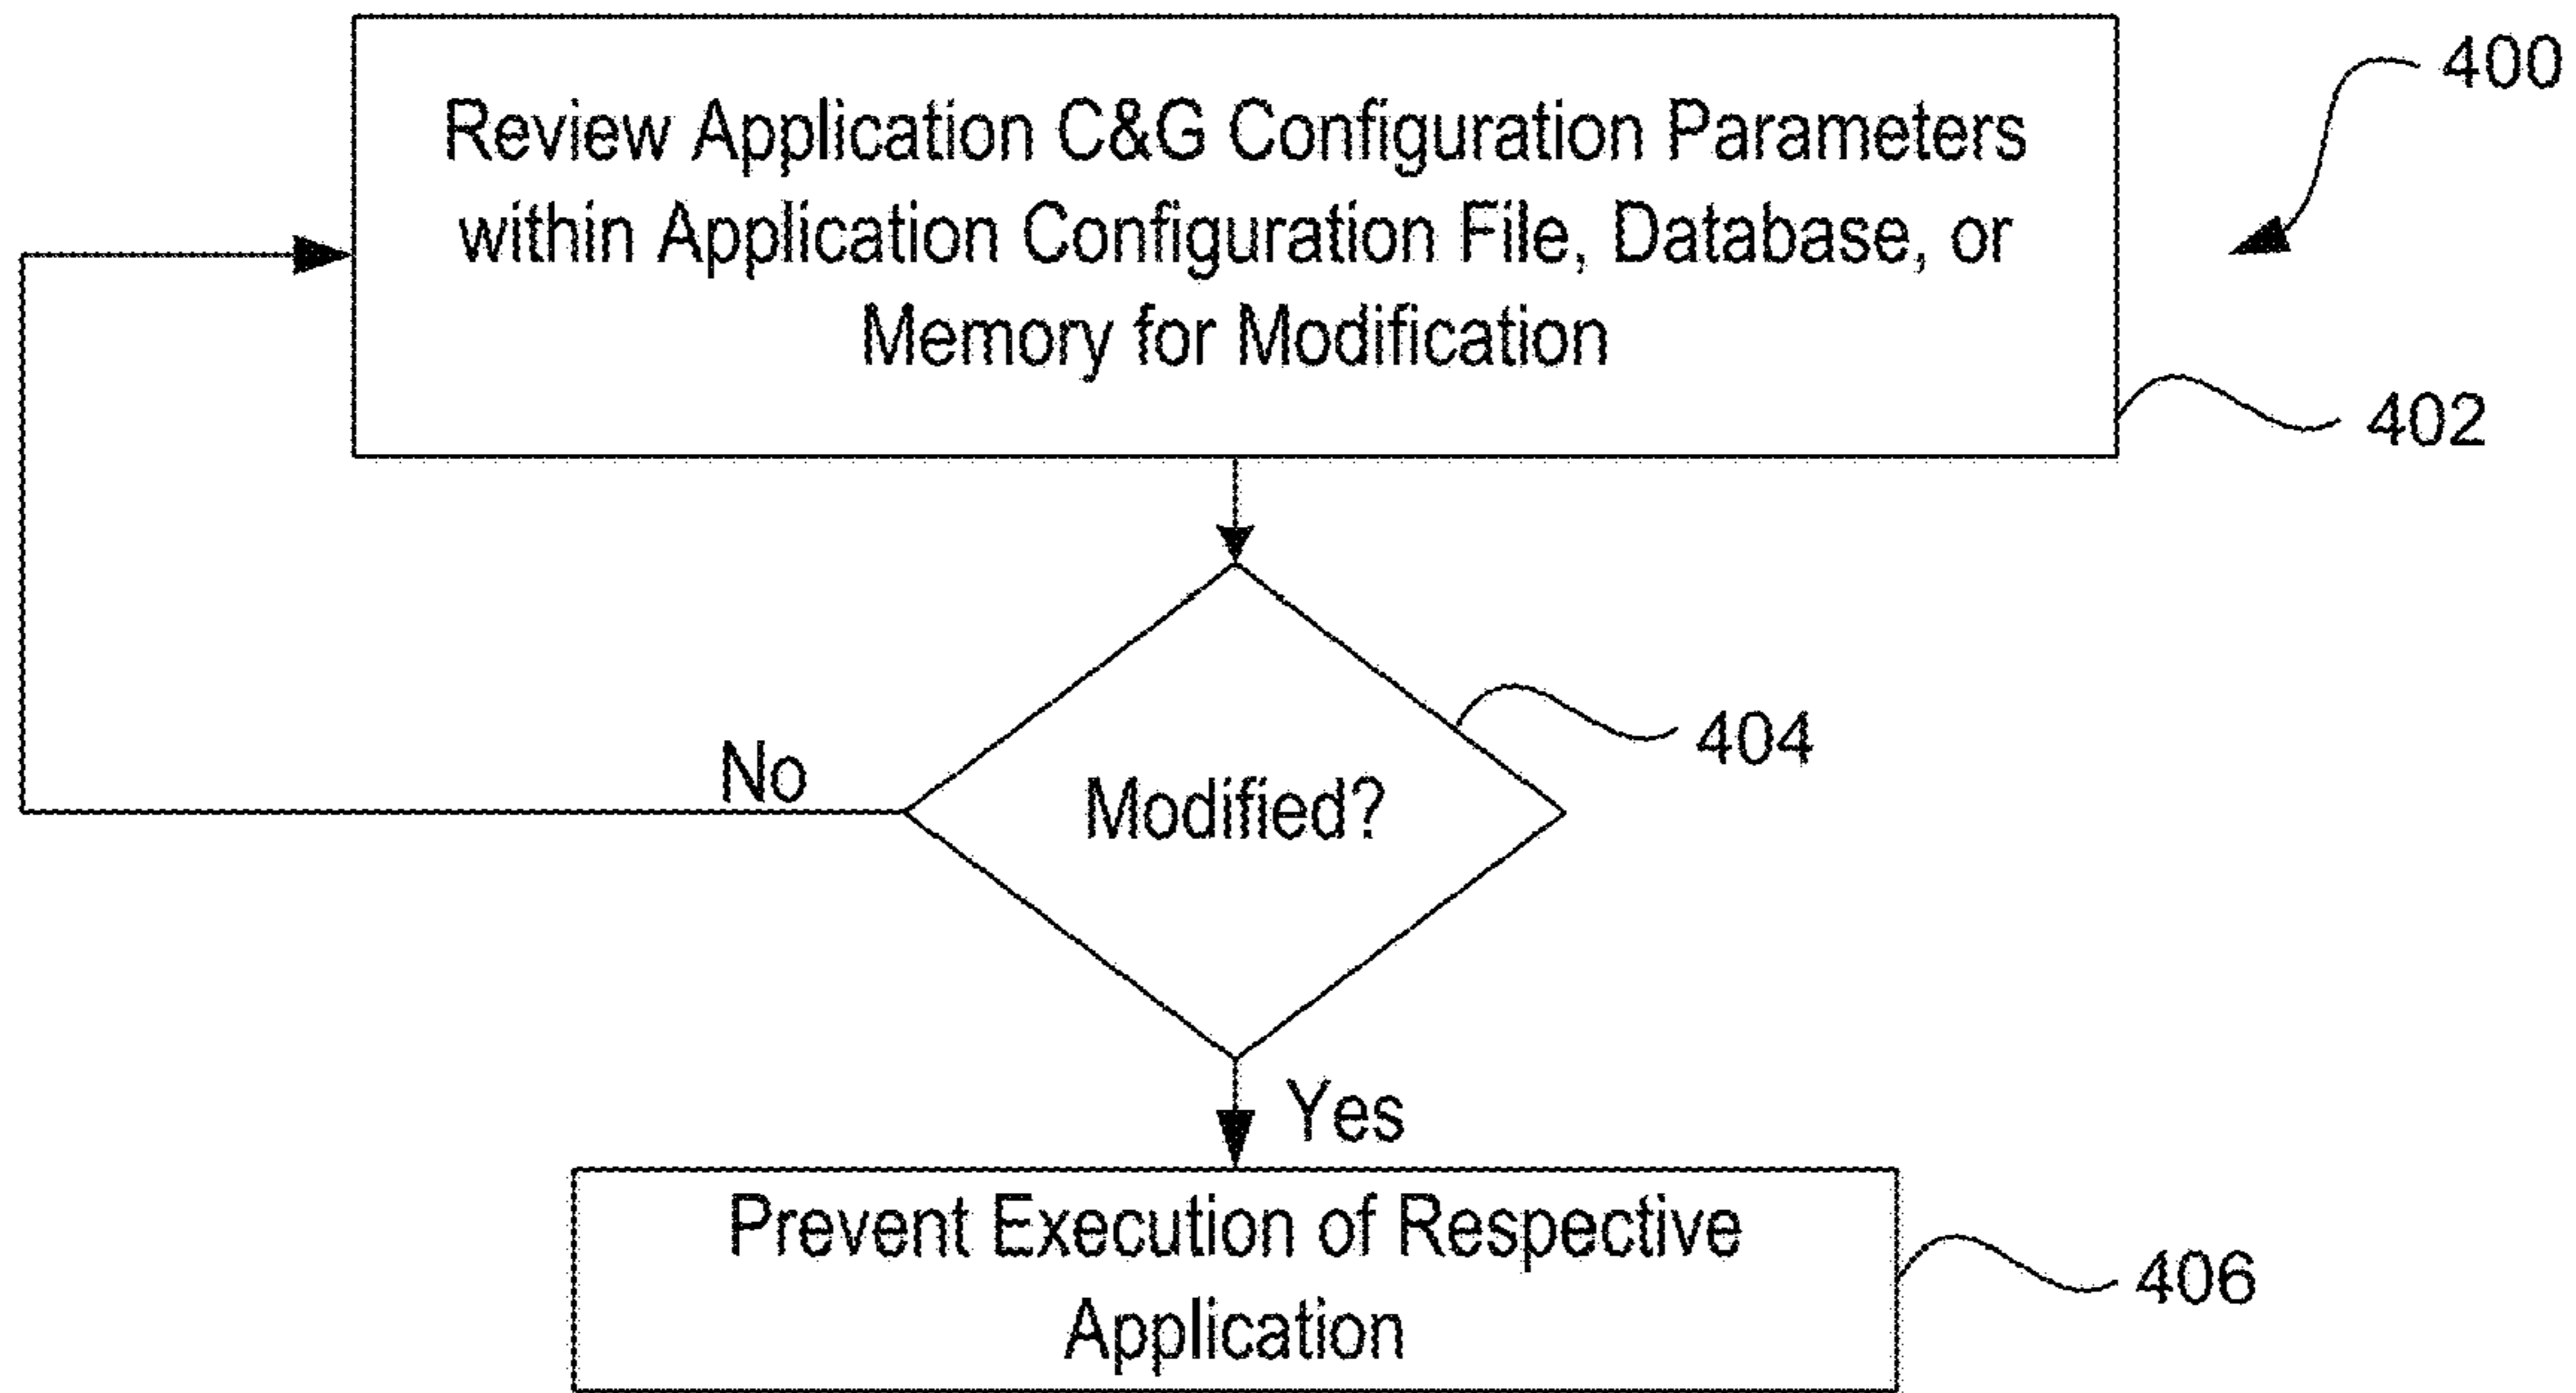 400
Review Application C&G Configuration Parameters
within Application Configuration File, Database, or
Memory for Modification
402
404
No
Modified?
Yes
Prevent Execution of Respective
Application
406